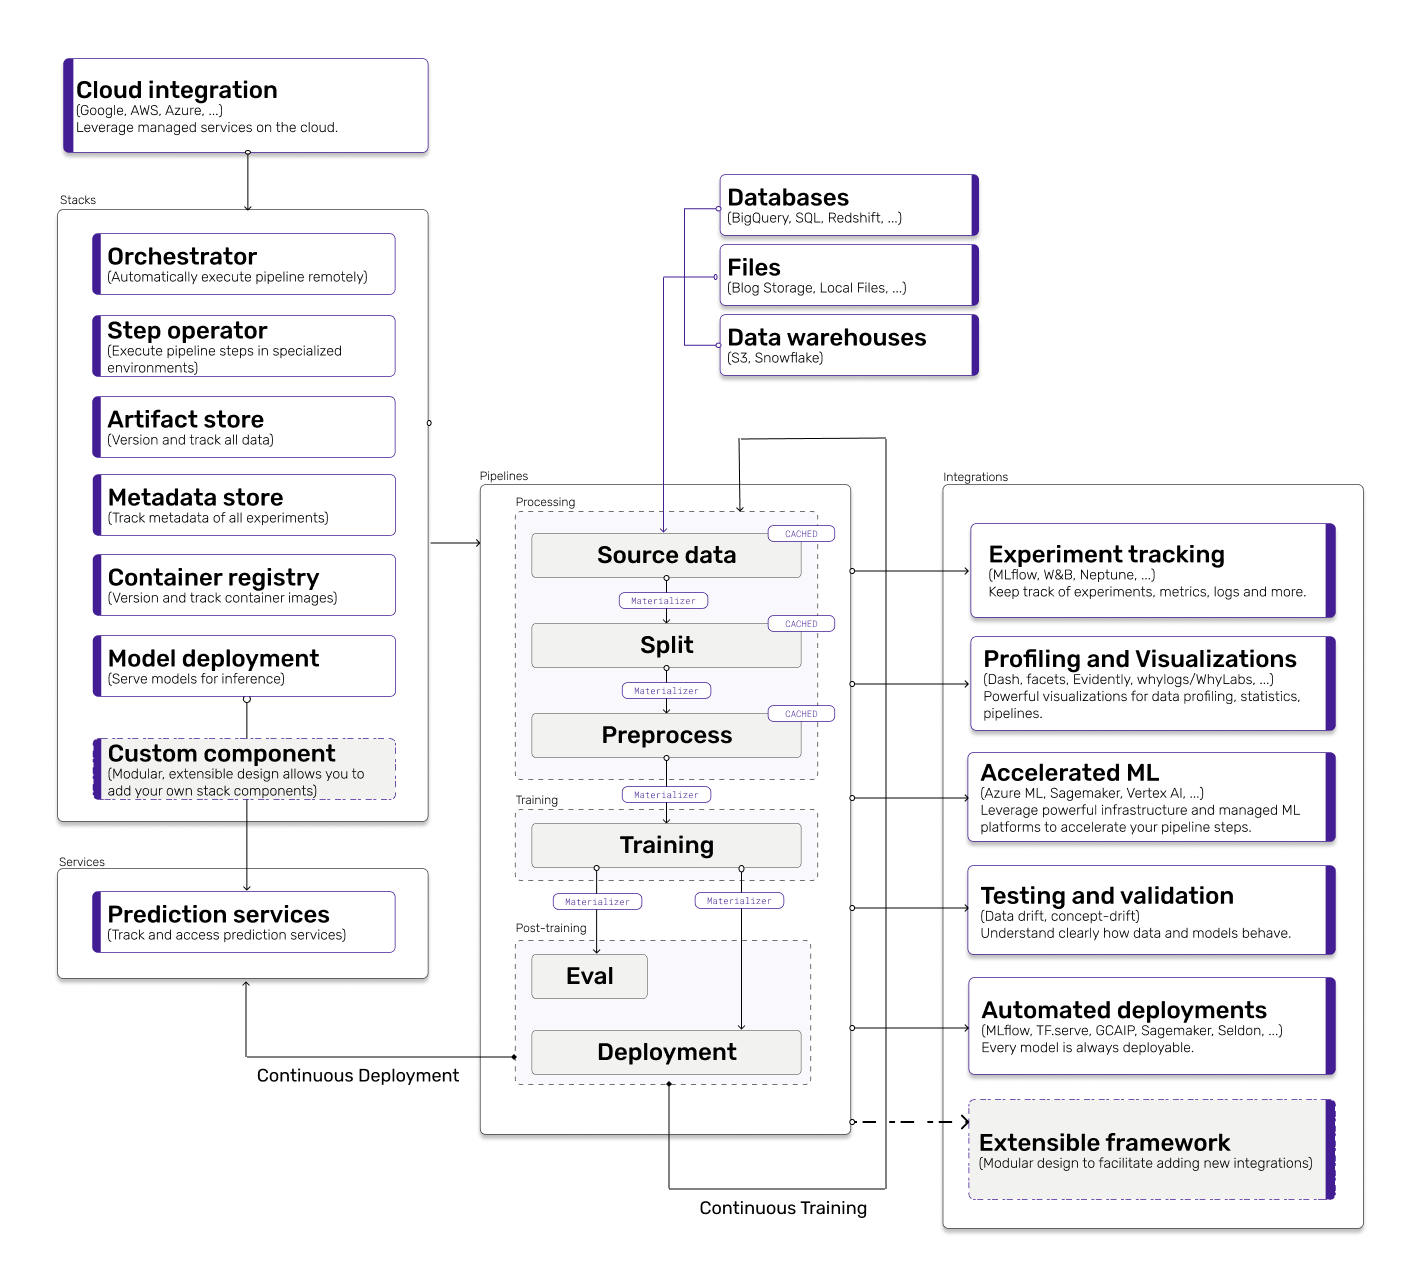 Cloud integration
(Google, AWS, Azure, ...)
Leverage managed services on the cloud.
Stacks
Orchestrator
(Automatically execute pipeline remotely)
Step operator
(Execute pipeline steps in specialized
environments)
Artifact store
(Version and track all data)
Metadata store
(Track metadata of all experiments)
Container registry
(Version and track container images)
Model deployment
(Serve models for inference)
Custom component
(Modular, extensible design allows you to
add your own stack components)
Services
Prediction services
(Track and access prediction services)
Continuous Deployment
Databases
(BigQuery, SQL, Redshift, ...)
Files
(Blog Storage, Local Files, ...)
Data warehouses
(S3, Snowflake)
Pipelines
Processing
CACHED
Source data
Materializer
CACHED
Split
Materializer
CACHED
Preprocess
Materializer
Training
Training
Materializer
Materializer
Post-training
Eval
Deployment
Continuous Training
Integrations
Experiment tracking
(MLflow, W&B, Neptune, ...)
Keep track of experiments, metrics, logs and more.
Profiling and Visualizations
(Dash, facets, Evidently, whylogs/WhyLabs, ...)
Powerful visualizations for data profiling, statistics,
pipelines.
Accelerated ML
(Azure ML, Sagemaker, Vertex AI, ...)
Leverage powerful infrastructure and managed ML
platforms to accelerate your pipeline steps.
Testing and validation
(Data drift, concept-drift)
Understand clearly how data and models behave.
Automated deployments
(MLflow, TF.serve, GCAIP, Sagemaker, Seldon, ...)
Every model is always deployable.
Extensible framework
(Modular design to facilitate adding new integrations)